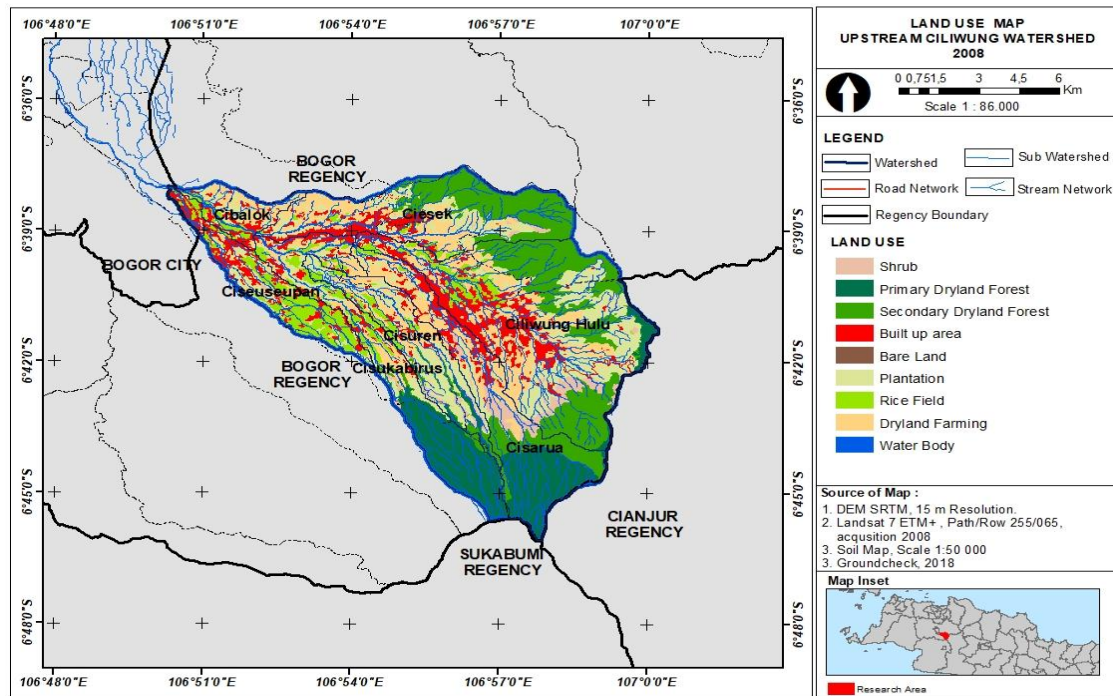 106°48'0"E 106°51'0"E 106°54'0"E 106°57'0"E 107°0'0"E
6°36'0"S 6°36'0"S
BOGOR
REGENCY
Cibalok Ciesek
6°39'0"S 6°39'0"S
BOGOR CITY
Ciseuseupan
Ciliwung Hulu
Cisuren
BOGOR
REGENCY
Cisukabirus
6°42'0"S 6°42'0"S
Cisarua
6°45'0"S 6°45'0"S
CIANJUR
REGENCY
SUKABUMI
REGENCY
6°48'0"S 6°48'0"S
106°48'0"E 106°51'0"E 106°54'0"E 106°57'0"E 107°0'0"E
LAND USE MAP
UPSTREAM CILIWUNG WATERSHED
2008
0 0,751,5 3 4,5 6
Km
Scale 1 : 86.000
LEGEND
Watershed Sub Watershed
Road Network Stream Network
Regency Boundary
LAND USE
Shrub
Primary Dryland Forest
Secondary Dryland Forest
Built up area
Bare Land
Plantation
Rice Field
Dryland Farming
Water Body
Source of Map :
1. DEM SRTM, 15 m Resolution.
2. Landsat 7 ETM+ , Path/Row 255/065,
acqusition 2008
3. Soil Map, Scale 1:50 000
3. Groundcheck, 2018
Map Inset
Research Area